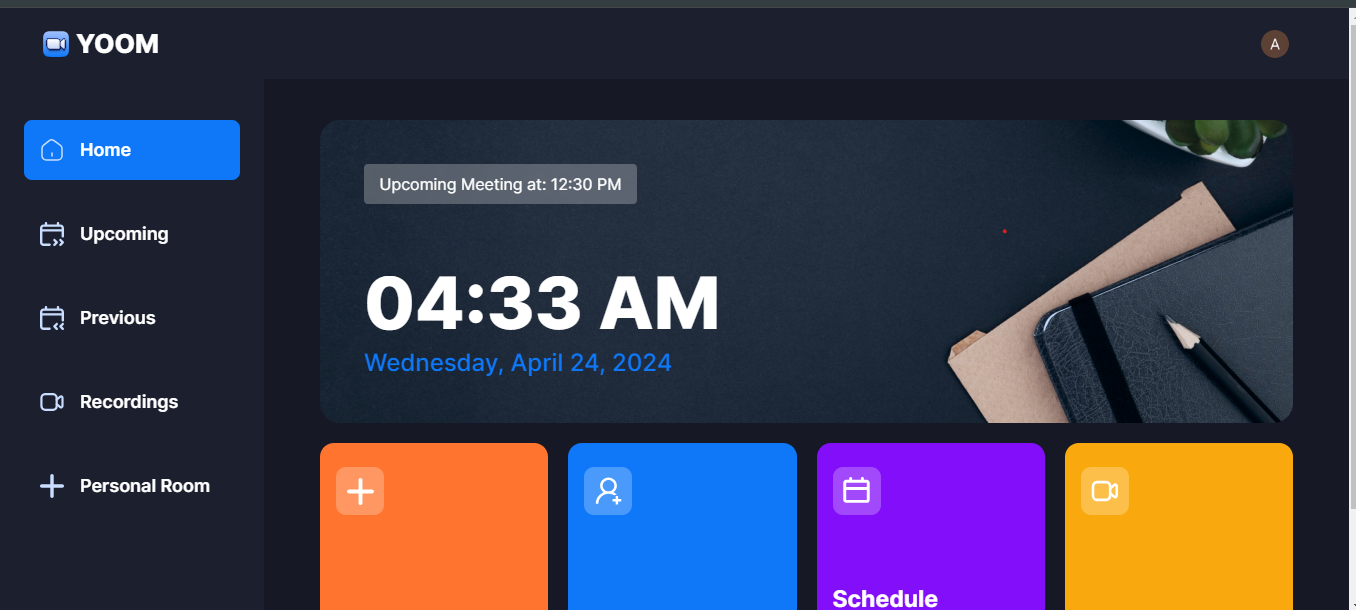 YOOM
A
Home
Upcoming
Previous
Recordings
Personal Room
Upcoming Meeting at: 12:30 PM
04:33 AM
Wednesday, April 24, 2024
Schedule